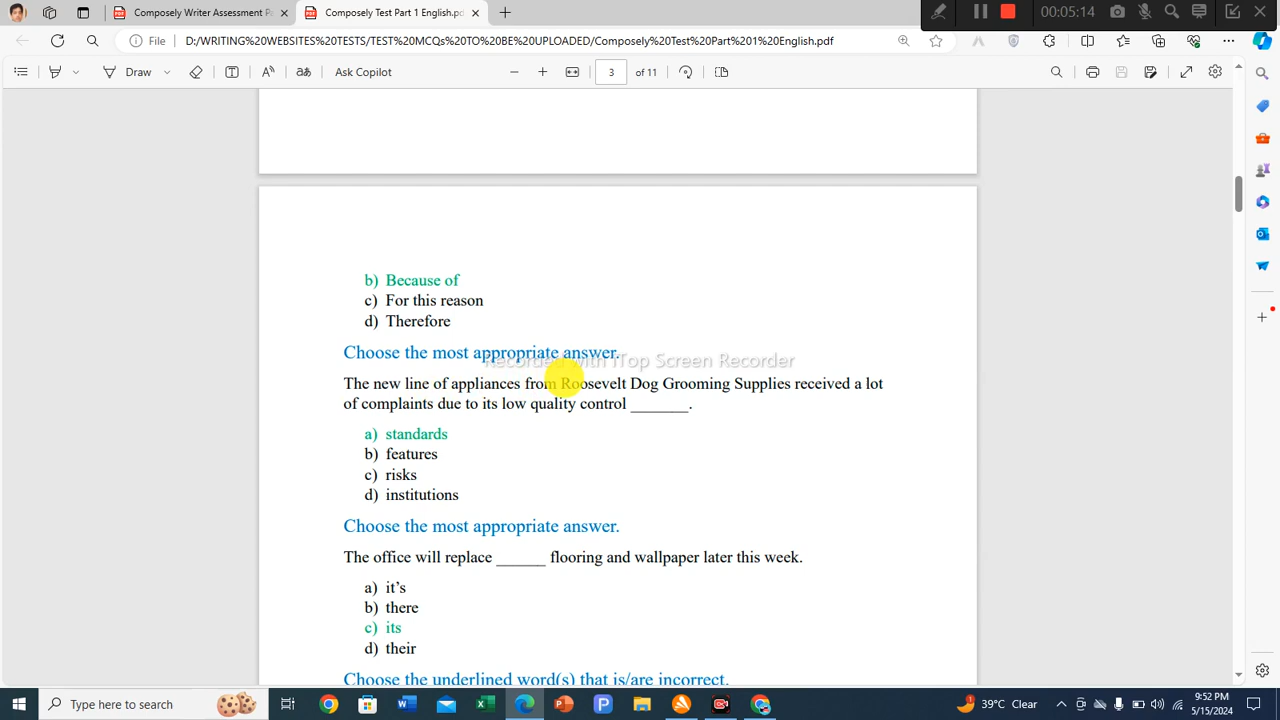 Composely Writer Assessment Pa
Composely Test Part 1 English.pd
00:05:14
File
D:/WRITING%20WEBSITES%20TESTS/TEST%20MCQs%20TO%20BE%20UPLOADED/Composely%20Test%20Part%201%20English.pdf
Draw
aあ
Ask Copilot
3 of 11
b) Because of
c) For this reason
d) Therefore
Choose the most appropriate answer.
Recorded with iTop Screen Recorder
The new line of appliances from Roosevelt Dog Grooming Supplies received a lot
of complaints due to its low quality control _______.
a) standards
b) features
c) risks
d) institutions
Choose the most appropriate answer.
The office will replace ______ flooring and wallpaper later this week.
a) it’s
b) there
c) its
d) their
Choose the underlined word(s) that is/are incorrect.
Type here to search
39°C Clear
9:52 PM
5/15/2024